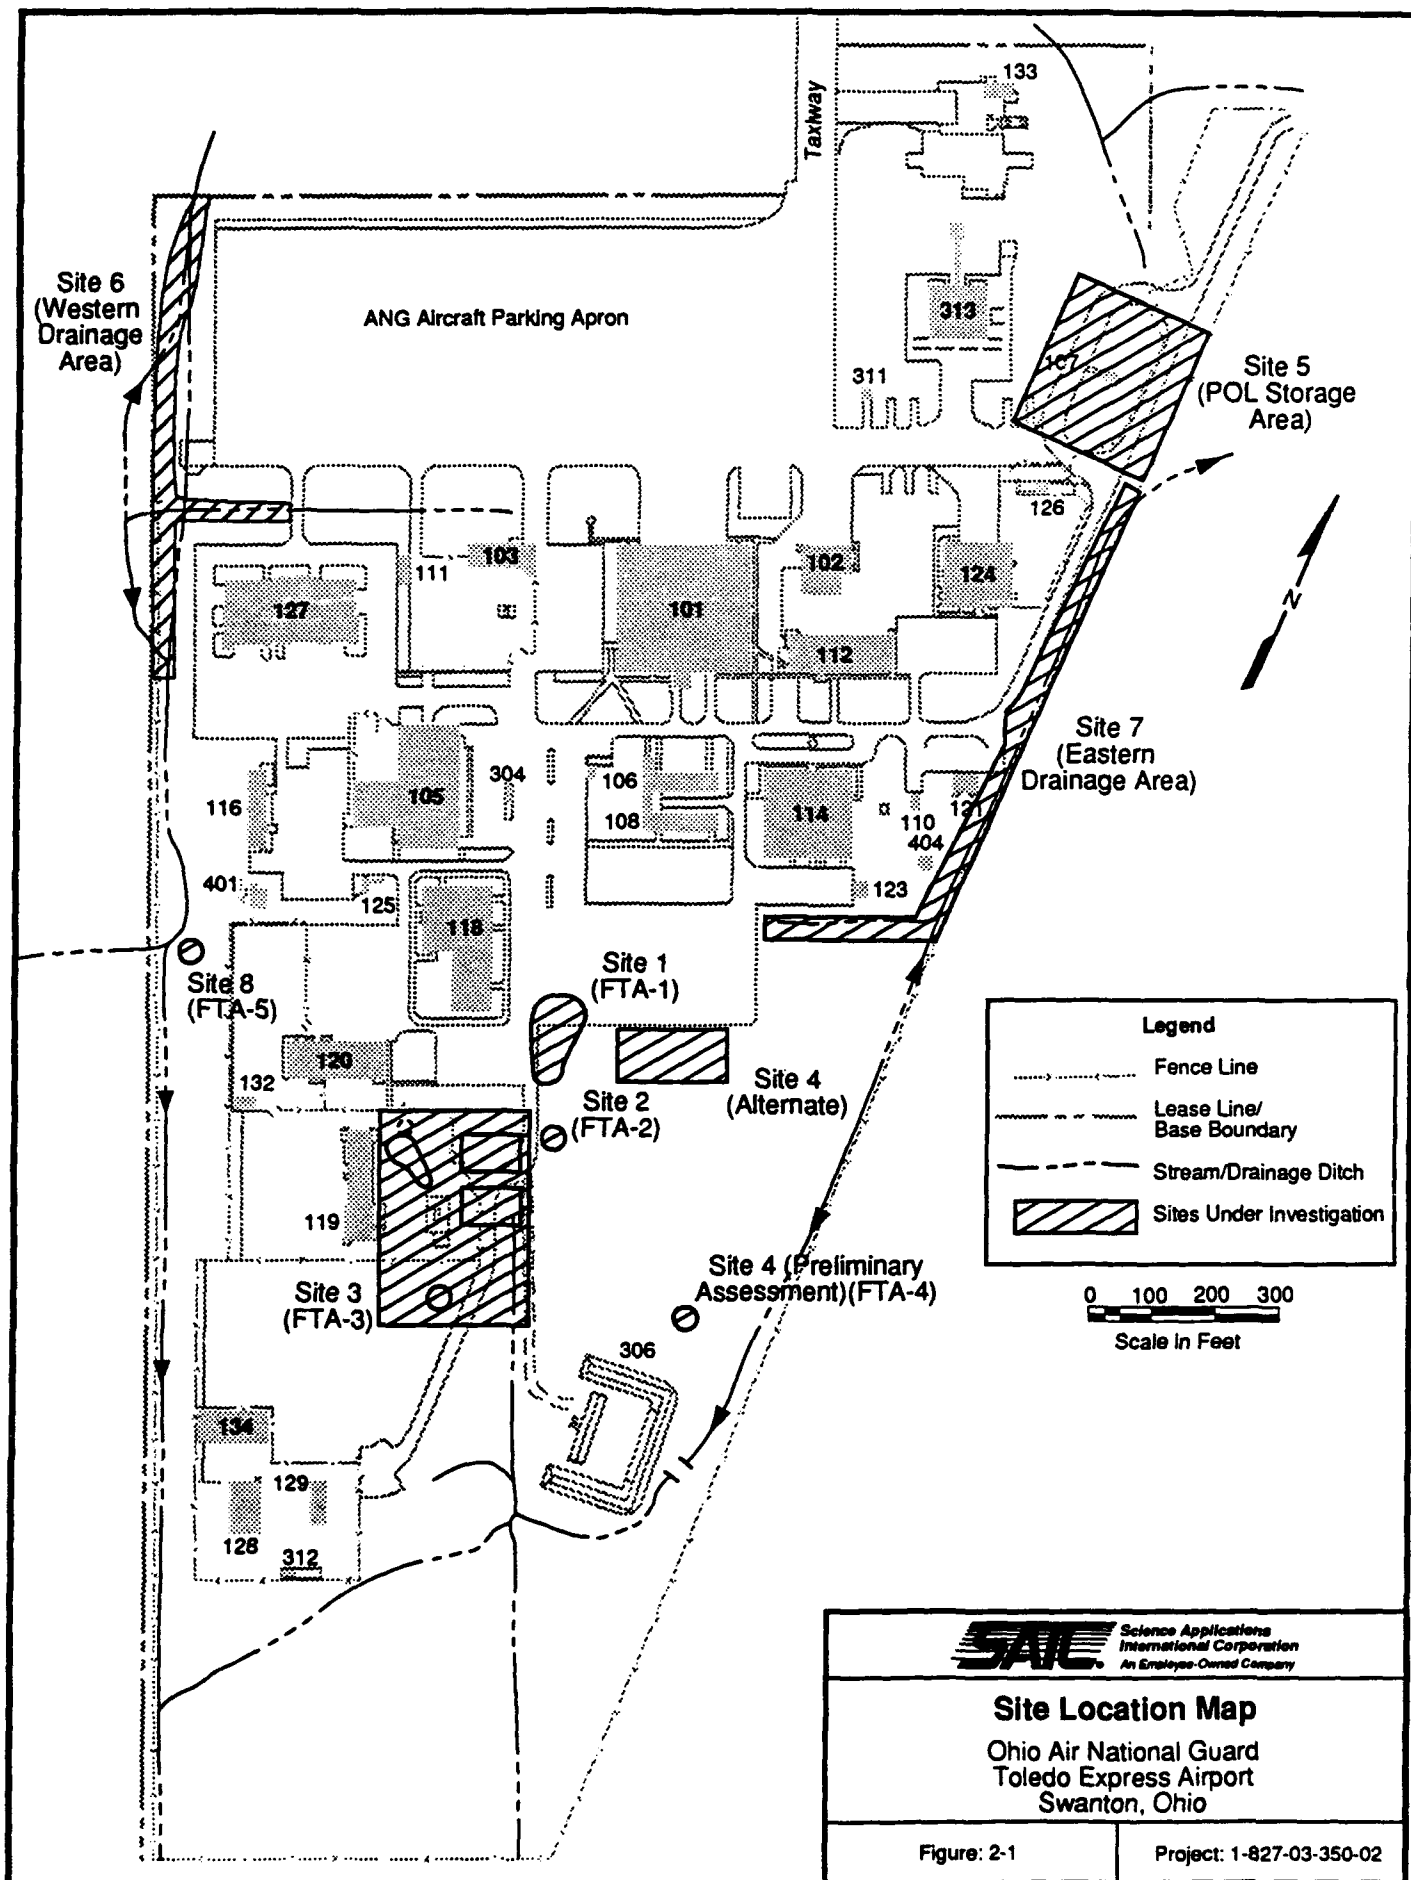 133
Taxiway
Site 6
(Western
Drainage
Area)
ANG Aircraft Parking Apron
313
311
107
Site 5
(POL Storage
Area)
126
103
111
102
124
127
101
112
N
Site 7
(Eastern
Drainage Area)
304
106
116
105
114
121
108
110
404
401
125
123
118
Site 8
(FTA-5)
Site 1
(FTA-1)
120
132
Site 4
(Alternate)
Site 2
(FTA-2)
119
Site 3
(FTA-3)
Site 4 (Preliminary
Assessment)(FTA-4)
306
134
129
128
312
Legend
Fence Line
Lease Line/
Base Boundary
Stream/Drainage Ditch
Sites Under Investigation
0 100 200 300
Scale in Feet
SAIC
Science Applications
International Corporation
An Employee-Owned Company
Site Location Map
Ohio Air National Guard
Toledo Express Airport
Swanton, Ohio
Figure: 2-1
Project: 1-827-03-350-02